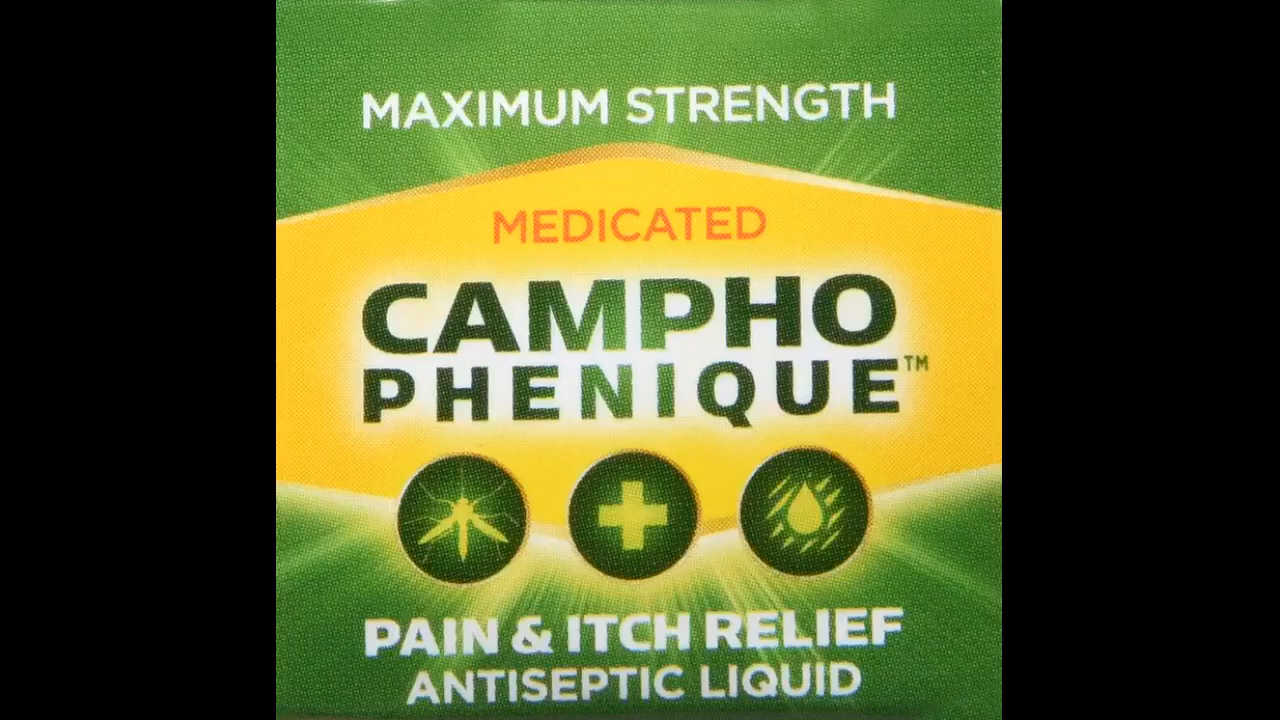 MAXIMUM STRENGTH
MEDICATED
CAMPHO
PHENIQUE™
PAIN & ITCH RELIEF
ANTISEPTIC LIQUID